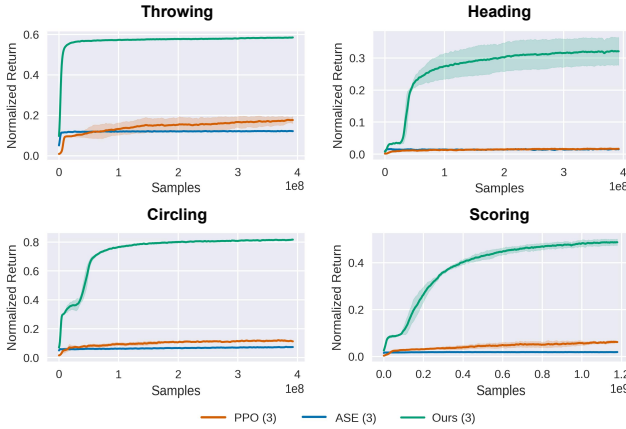 Throwing
Normalized Return
0.6
0.4
0.2
0.0
0 1 2 3 4
Samples
1e8
Heading
Normalized Return
0.3
0.2
0.1
0.0
0 1 2 3 4
Samples
1e8
Circling
Normalized Return
0.8
0.6
0.4
0.2
0.0
0 1 2 3 4
Samples
1e8
Scoring
Normalized Return
0.4
0.2
0.0
0.0 0.2 0.4 0.6 0.8 1.0 1.2
Samples
1e9
PPO (3) ASE (3) Ours (3)